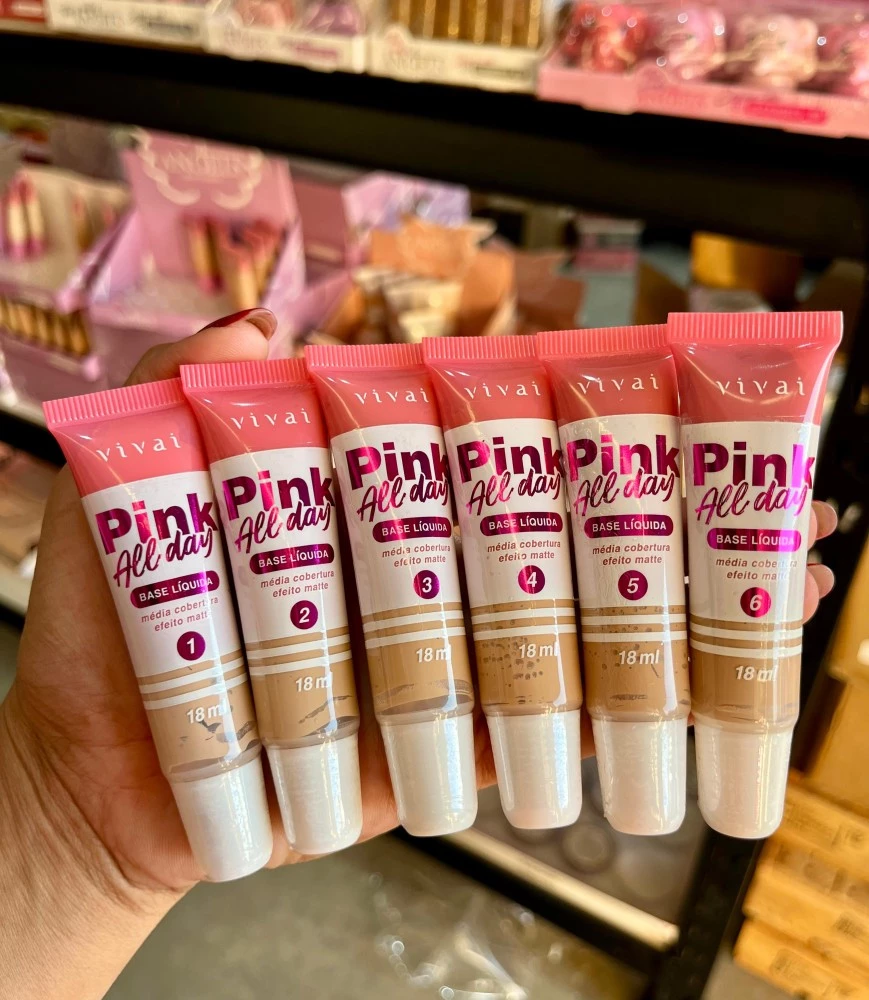 vivai
Pink
All day
BASE LÍQUIDA
média cobertura
efeito matte
1
18 ml
vivai
Pink
All day
BASE LÍQUIDA
média cobertura
efeito matte
2
18 ml
vivai
Pink
All day
BASE LÍQUIDA
média cobertura
efeito matte
3
18 ml
vivai
Pink
All day
BASE LÍQUIDA
média cobertura
efeito matte
4
18 ml
vivai
Pink
All day
BASE LÍQUIDA
média cobertura
efeito matte
5
18 ml
vivai
Pink
All day
BASE LÍQUIDA
média cobertura
efeito matte
6
18 ml